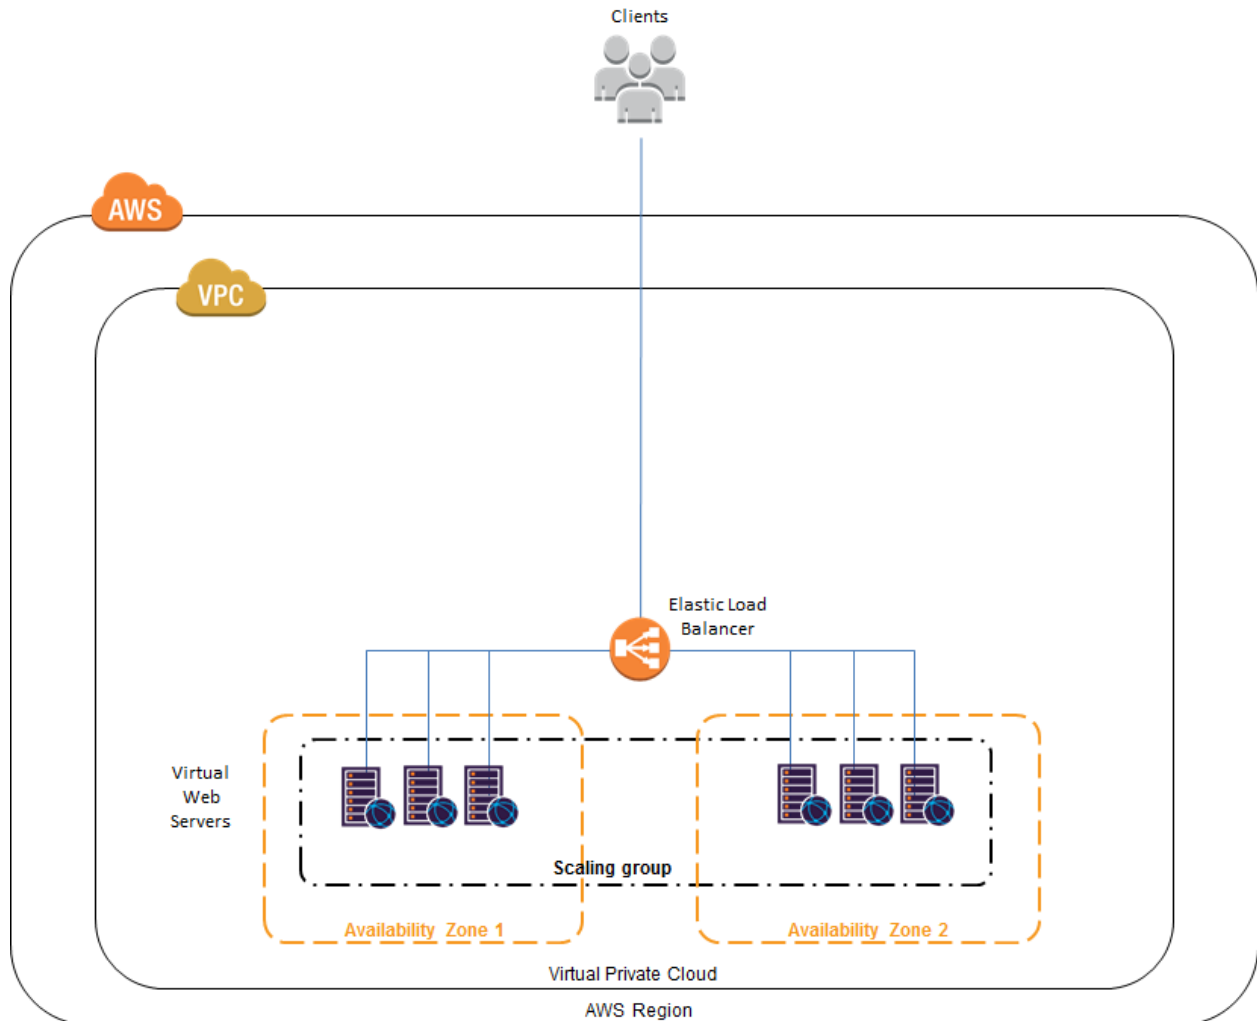 Clients
AWS
VPC
Elastic Load
Balancer
Virtual
Web
Servers
Scaling group
Availability Zone 1
Availability Zone 2
Virtual Private Cloud
AWS Region